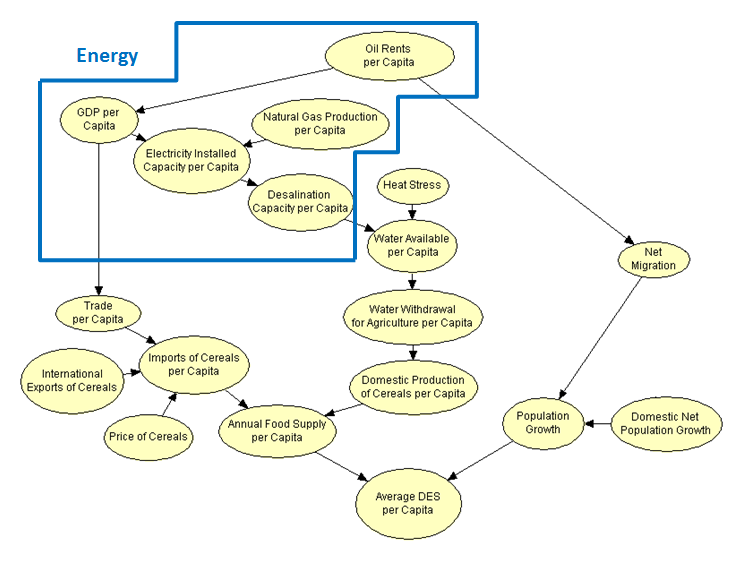 Energy
Oil Rents
per Capita
GDP per
Capita
Natural Gas Production
per Capita
Electricity Installed
Capacity per Capita
Desalination
Capacity per Capita
Heat Stress
Water Available
per Capita
Net
Migration
Trade
per Capita
Water Withdrawal
for Agriculture per Capita
Imports of Cereals
per Capita
International
Exports of Cereals
Domestic Production
of Cereals per Capita
Price of Cereals
Annual Food Supply
per Capita
Population
Growth
Domestic Net
Population Growth
Average DES
per Capita